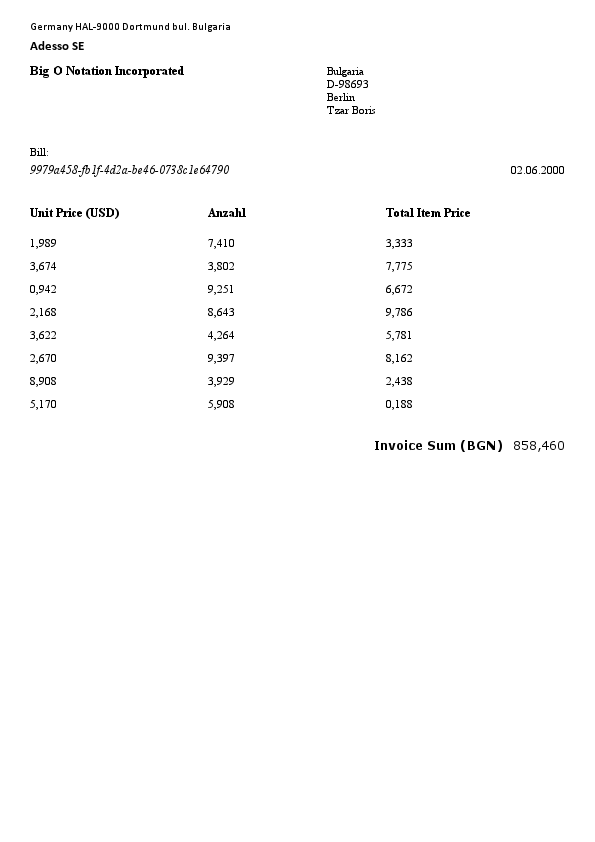 Germany HAL-9000 Dortmund bul. Bulgaria
Adesso SE
Big O Notation Incorporated
Bulgaria
D-98693
Berlin
Tzar Boris
Bill:
9979a458-fb1f-4d2a-be46-0738c1e64790 02.06.2000
Unit Price (USD) Anzahl Total Item Price
1,989 7,410 3,333
3,674 3,802 7,775
0,942 9,251 6,672
2,168 8,643 9,786
3,622 4,264 5,781
2,670 9,397 8,162
8,908 3,929 2,438
5,170 5,908 0,188
Invoice Sum (BGN) 858,460